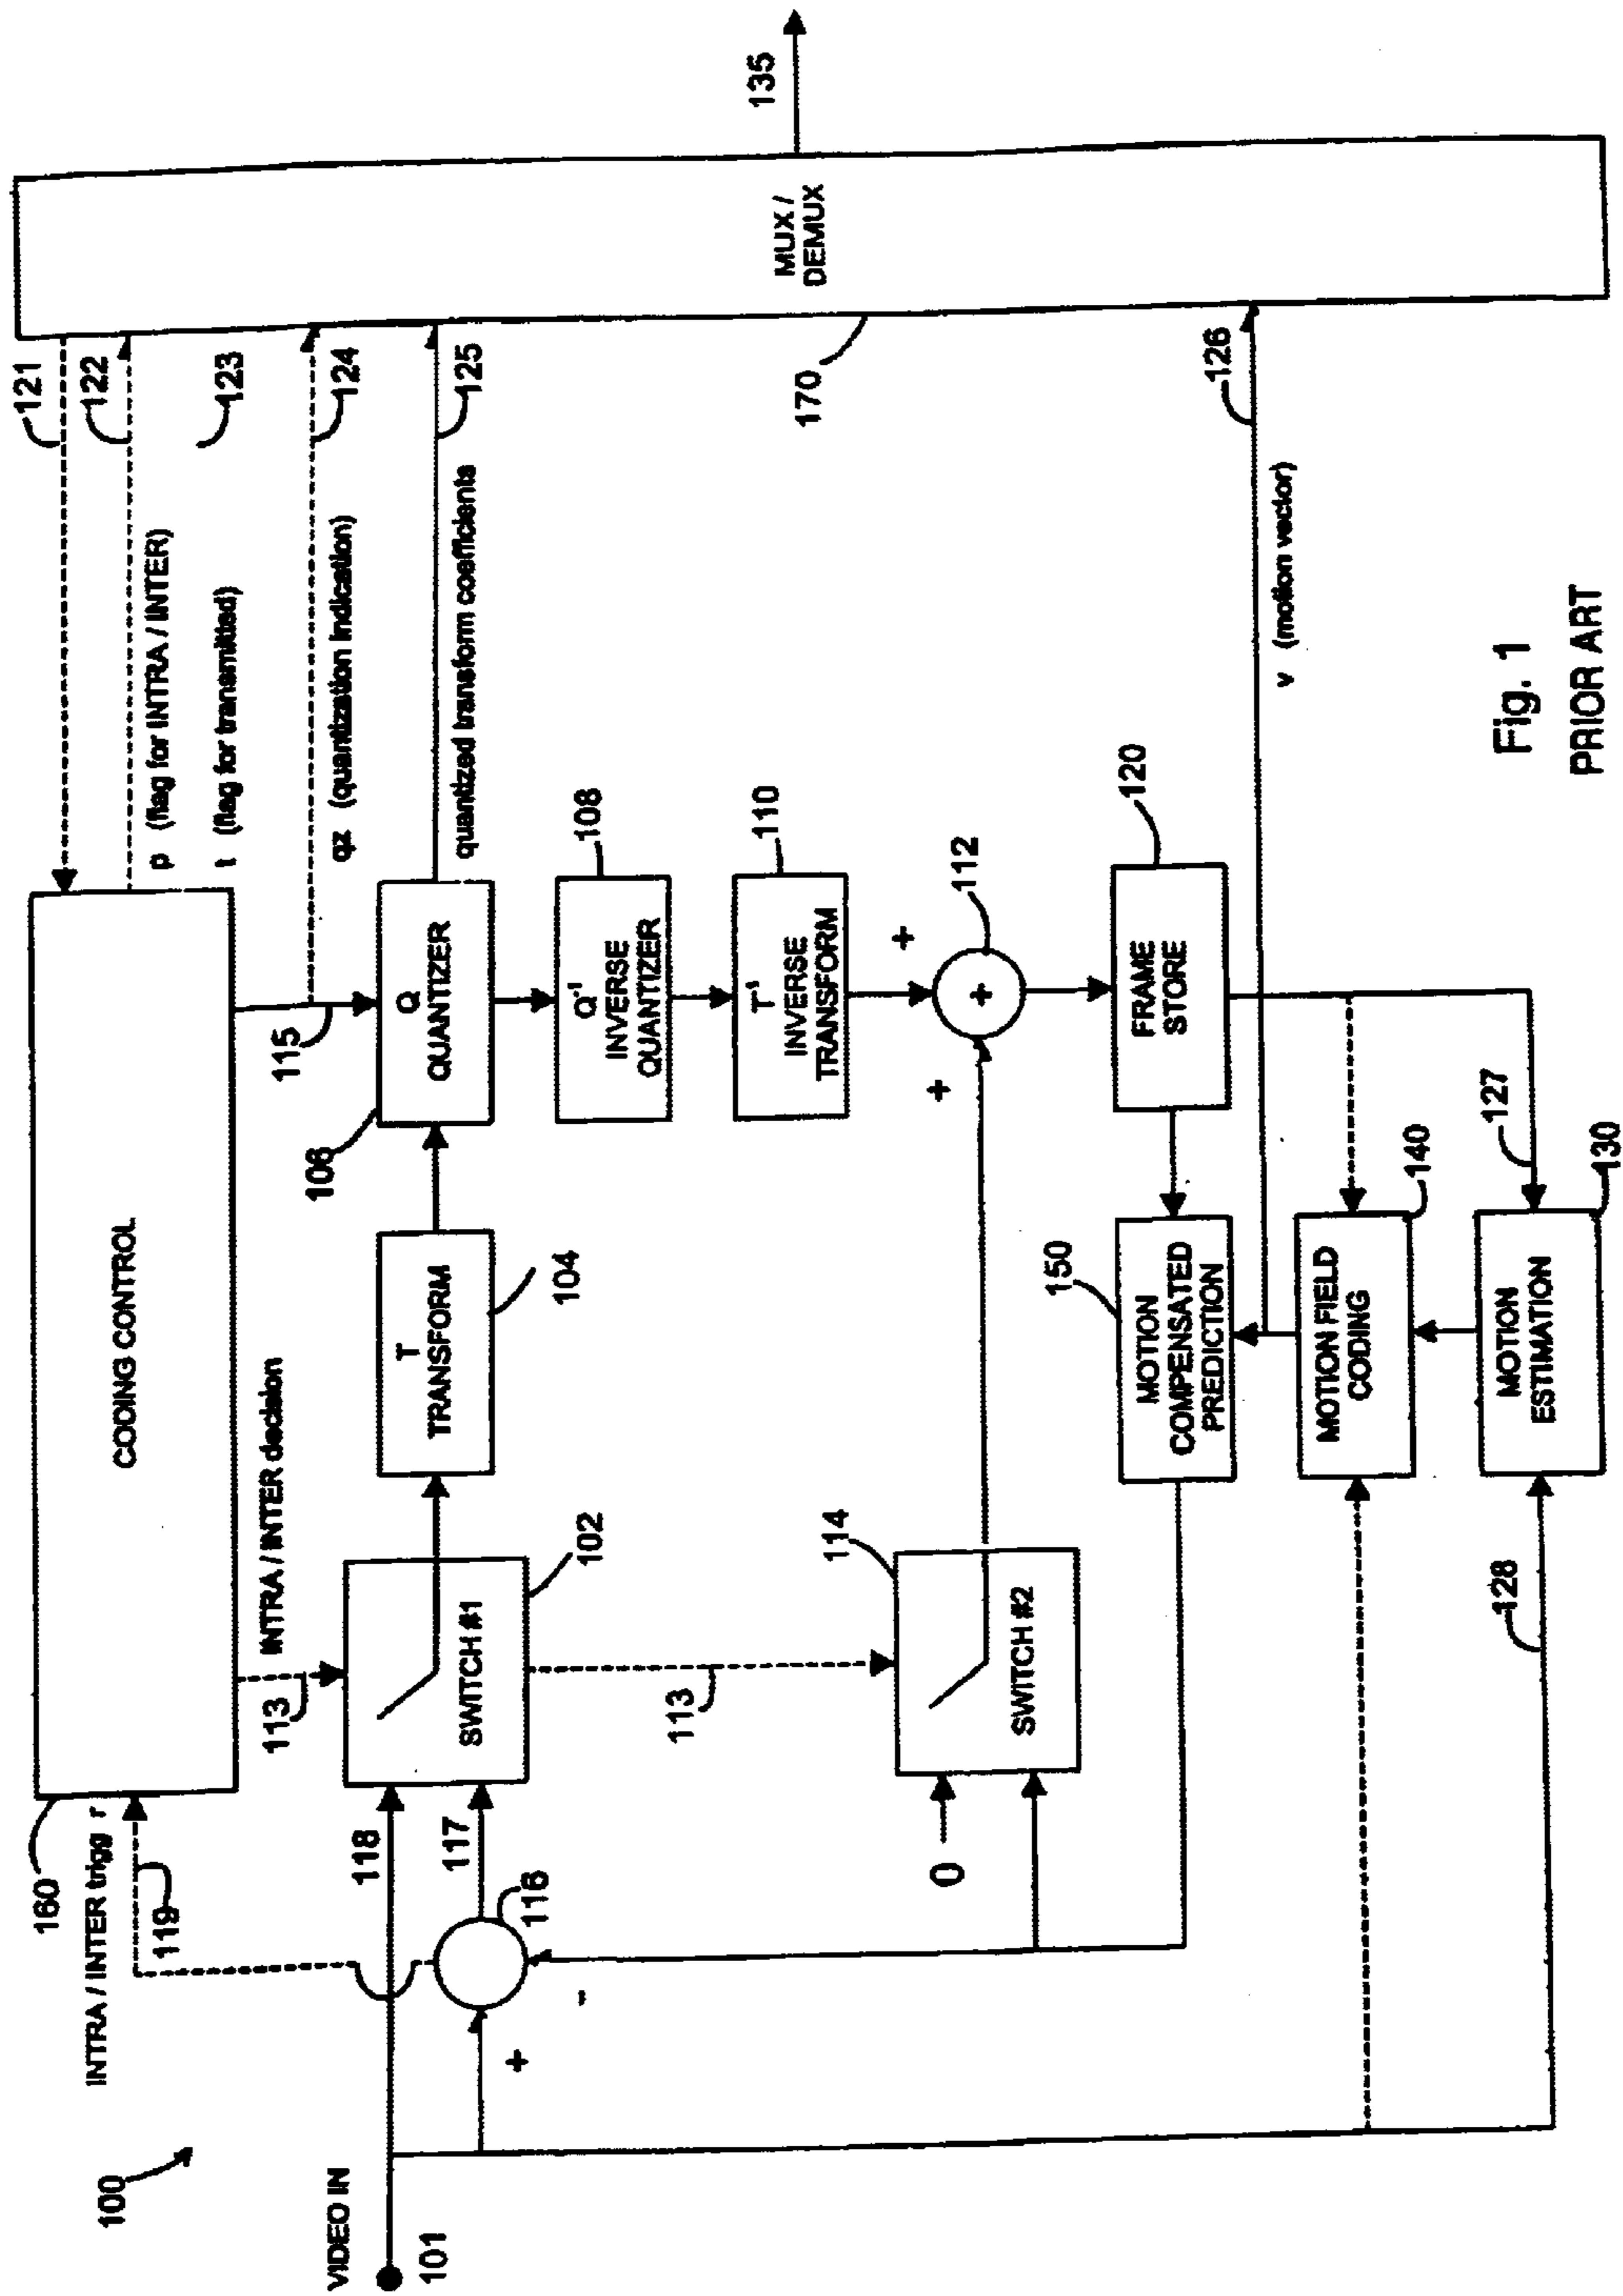 100
VIDEO IN
101
INTRA / INTER trigg r
119
160
CODING CONTROL
121
122
p (flag for INTRA / INTER)
123
t (flag for transmitted)
124
qz (quantization indication)
125
quantized transform coefficients
113
INTRA / INTER decision
115
118
117
116
+
-
SWITCH #1
102
T
TRANSFORM
104
106
Q
QUANTIZER
108
Q⁻¹
INVERSE
QUANTIZER
110
INVERSE
TRANSFORM
113
114
0
SWITCH #2
+
+
+
112
120
FRAME
STORE
150
MOTION
COMPENSATED
PREDICTION
140
MOTION FIELD
CODING
127
128
130
MOTION
ESTIMATION
v (motion vector)
126
170
MUX /
DEMUX
135
Fig. 1
PRIOR ART